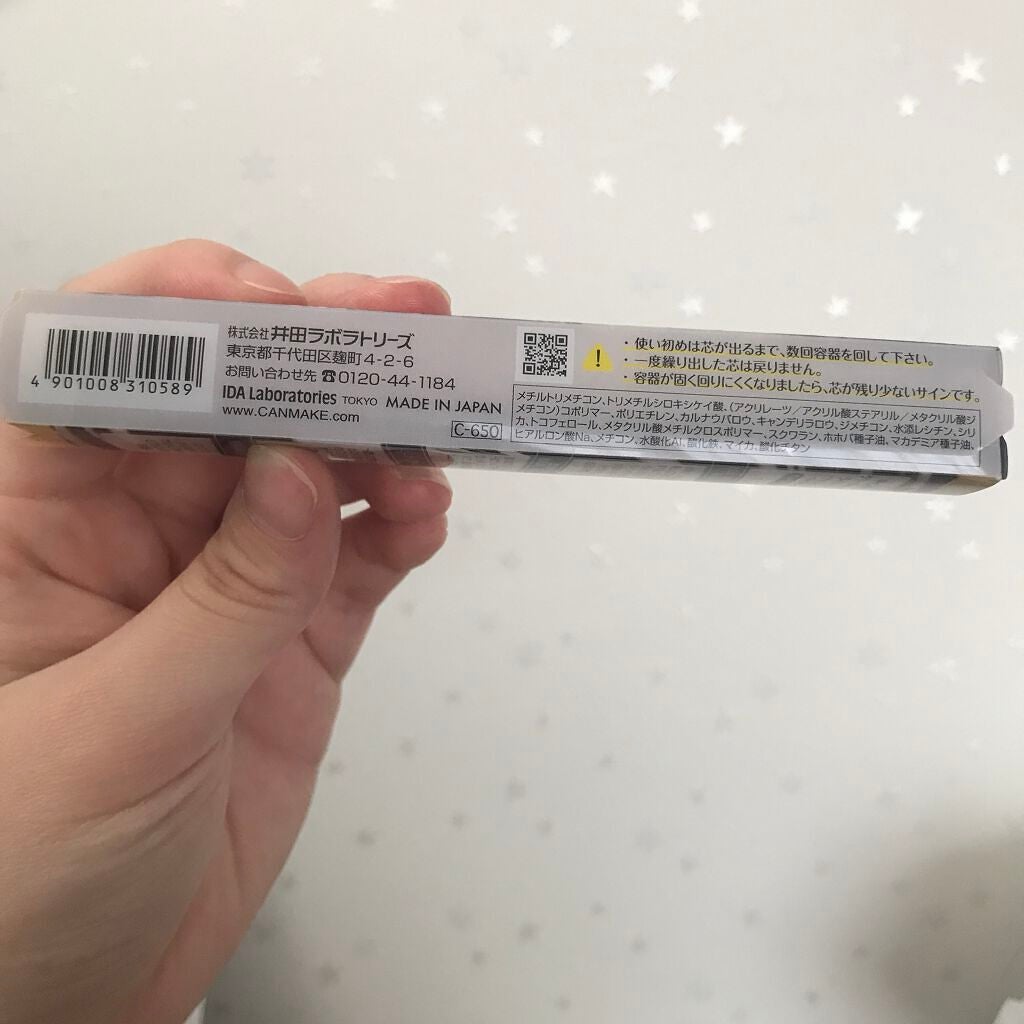 4 901008 310589
株式会社 井田ラボラトリーズ
東京都千代田区麹町4-2-6
お問い合わせ先 ☎0120-44-1184
IDA Laboratories TOKYO MADE IN JAPAN
WWW.CANMAKE.com
C-650
・使い初めは芯が出るまで、数回容器を回して下さい。
・一度繰り出した芯は戻りません。
・容器が固く回りにくくなりましたら、芯が残り少ないサインです。
メチルトリメチコン、トリメチルシロキシケイ酸、(アクリレーツ/アクリル酸ステアリル/メタクリル酸ジ
メチコン)コポリマー、ポリエチレン、カルナウバロウ、キャンデリラロウ、ジメチコン、水添レシチン、シリ
カ、トコフェロール、メタクリル酸メチルクロスポリマー、スクワラン、ホホバ種子油、マカデミア種子油、
ヒアルロン酸Na、メチコン、水酸化Al、酸化鉄、マイカ、酸化チタン